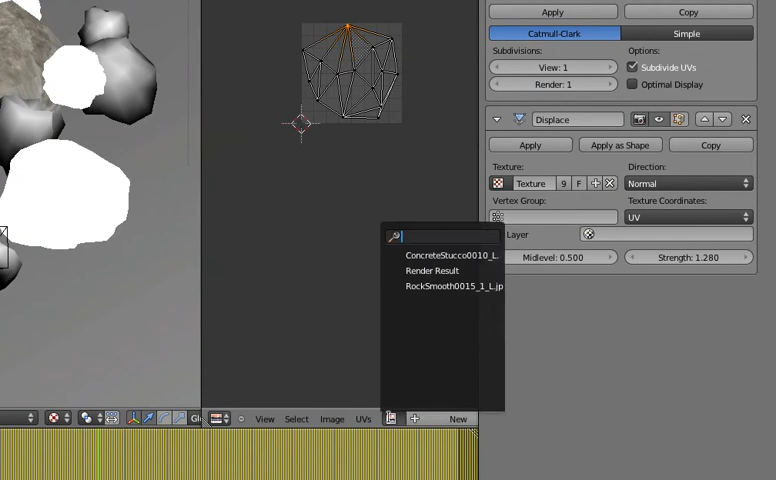 Apply Copy
Catmull-Clark Simple
Subdivisions: Options:
View: 1 Subdivide UVs
Render: 1 Optimal Display
Displace
Apply Apply as Shape Copy
Texture: Direction:
Texture 9 F Normal
Vertex Group: Texture Coordinates:
UV
Layer
Midlevel: 0.500 Strength: 1.280
ConcreteStucco0010_L.
Render Result
RockSmooth0015_1_L.jp
Gl
View Select Image UVs New